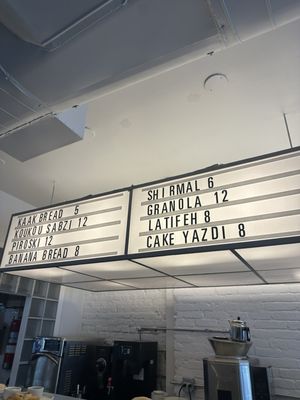 KAAK BREAD 5
KOUKOU SABZI 12
PIROSKI 12
BANANA BREAD 8
SHIRMAL 6
GRANOLA 12
LATIFEH 8
CAKE YAZDI 8